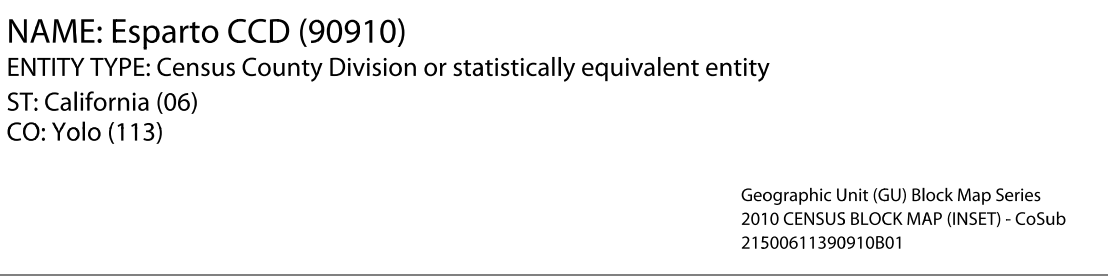 NAME: Esparto CCD (90910)
ENTITY TYPE: Census County Division or statistically equivalent entity
ST: California (06)
CO: Yolo (113)
Geographic Unit (GU) Block Map Series
2010 CENSUS BLOCK MAP (INSET) - CoSub
21500611390910B01